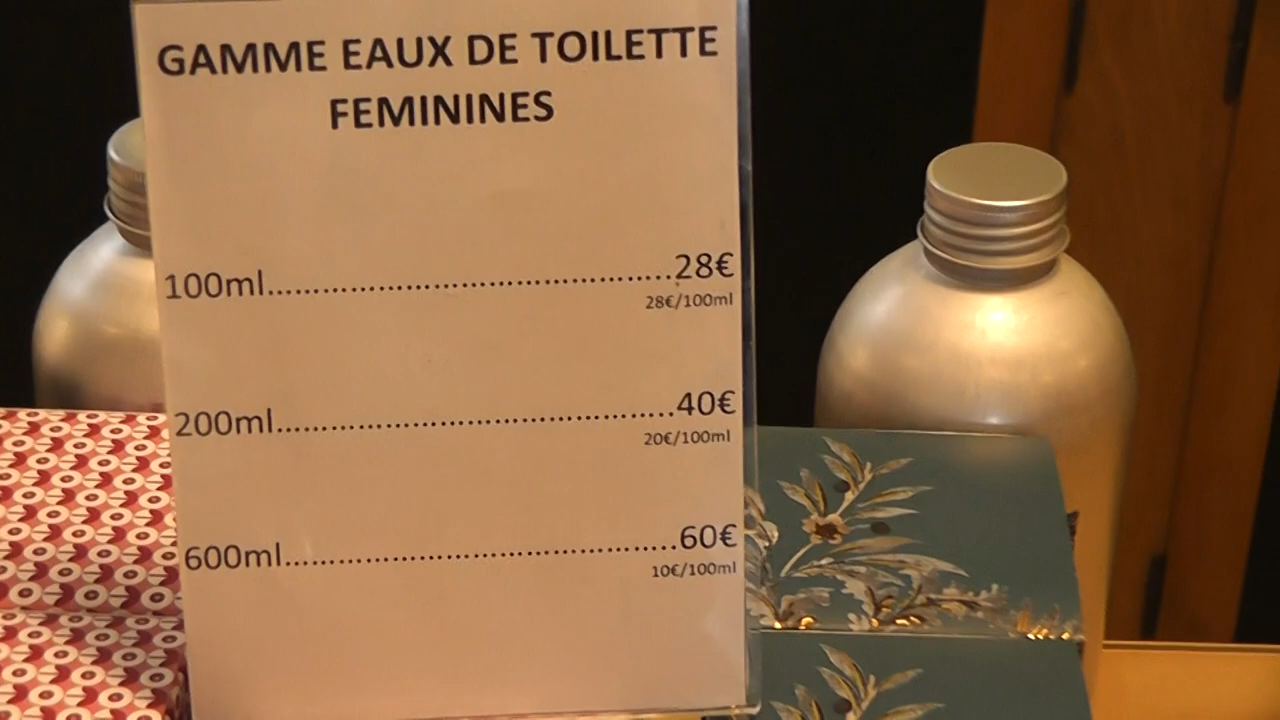 GAMME EAUX DE TOILETTE
FEMININES
100ml................................................28€
28€/100ml
200ml................................................40€
20€/100ml
600ml................................................60€
10€/100ml